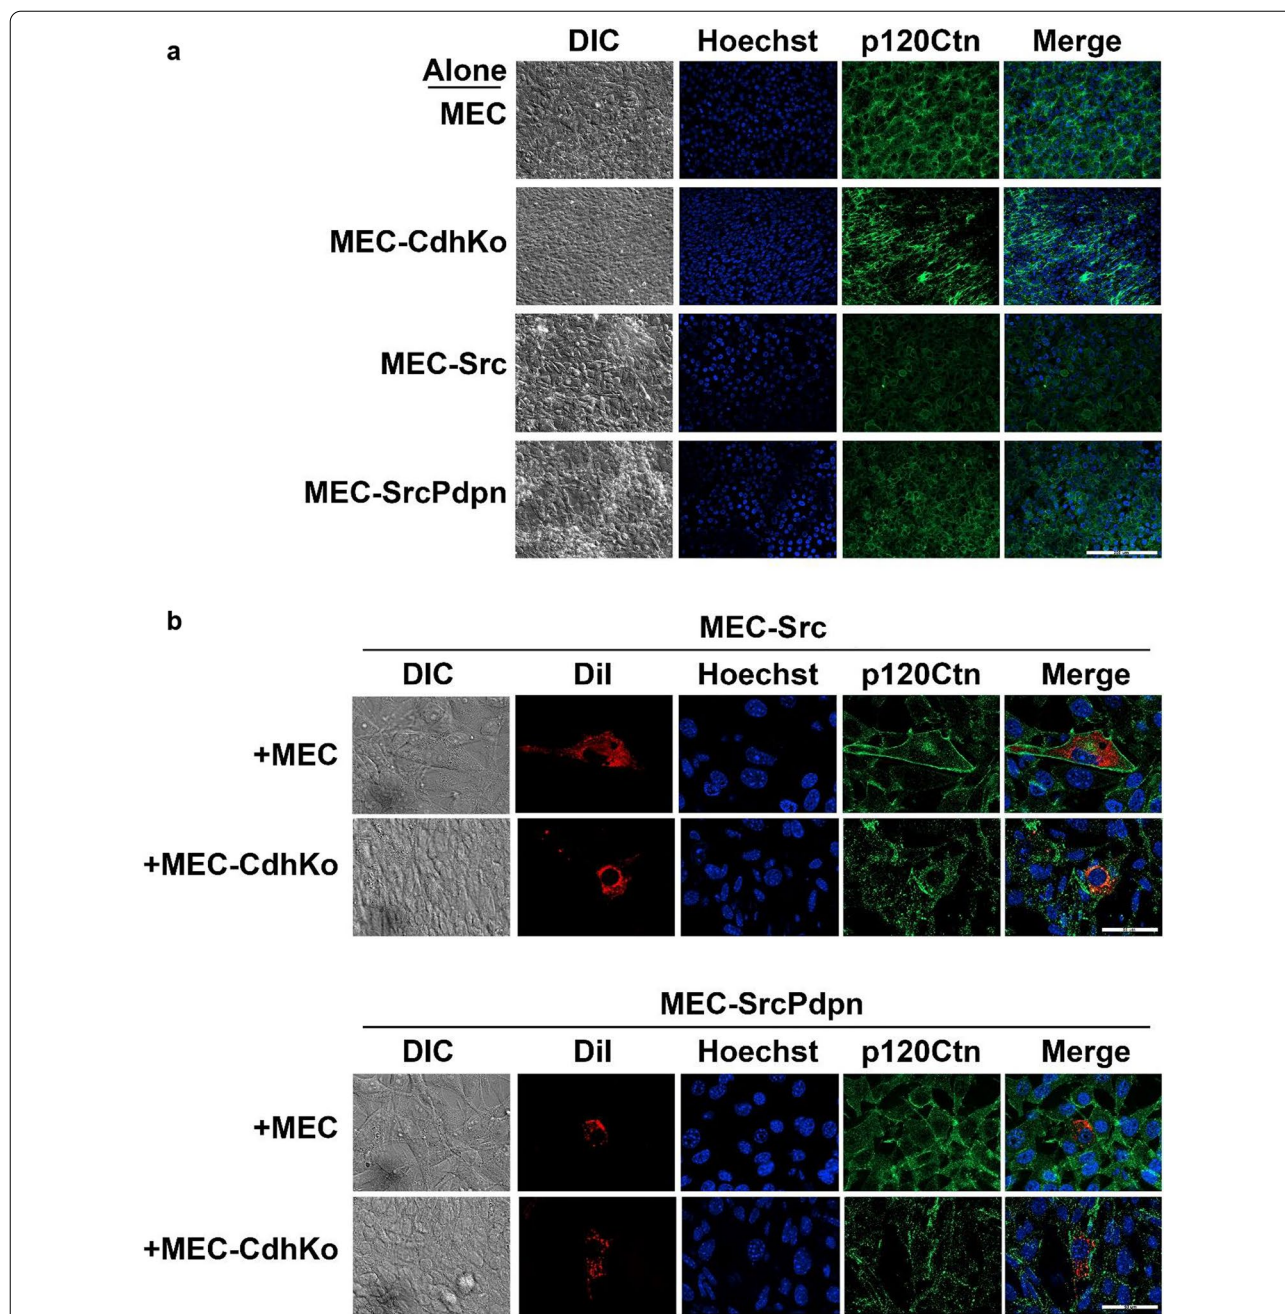 a
DIC Hoechst p120Ctn Merge
Alone
MEC
MEC-CdhKo
MEC-Src
MEC-SrcPdpn
b
MEC-Src
DIC DiI Hoechst p120Ctn Merge
+MEC
+MEC-CdhKo
MEC-SrcPdpn
DIC DiI Hoechst p120Ctn Merge
+MEC
+MEC-CdhKo